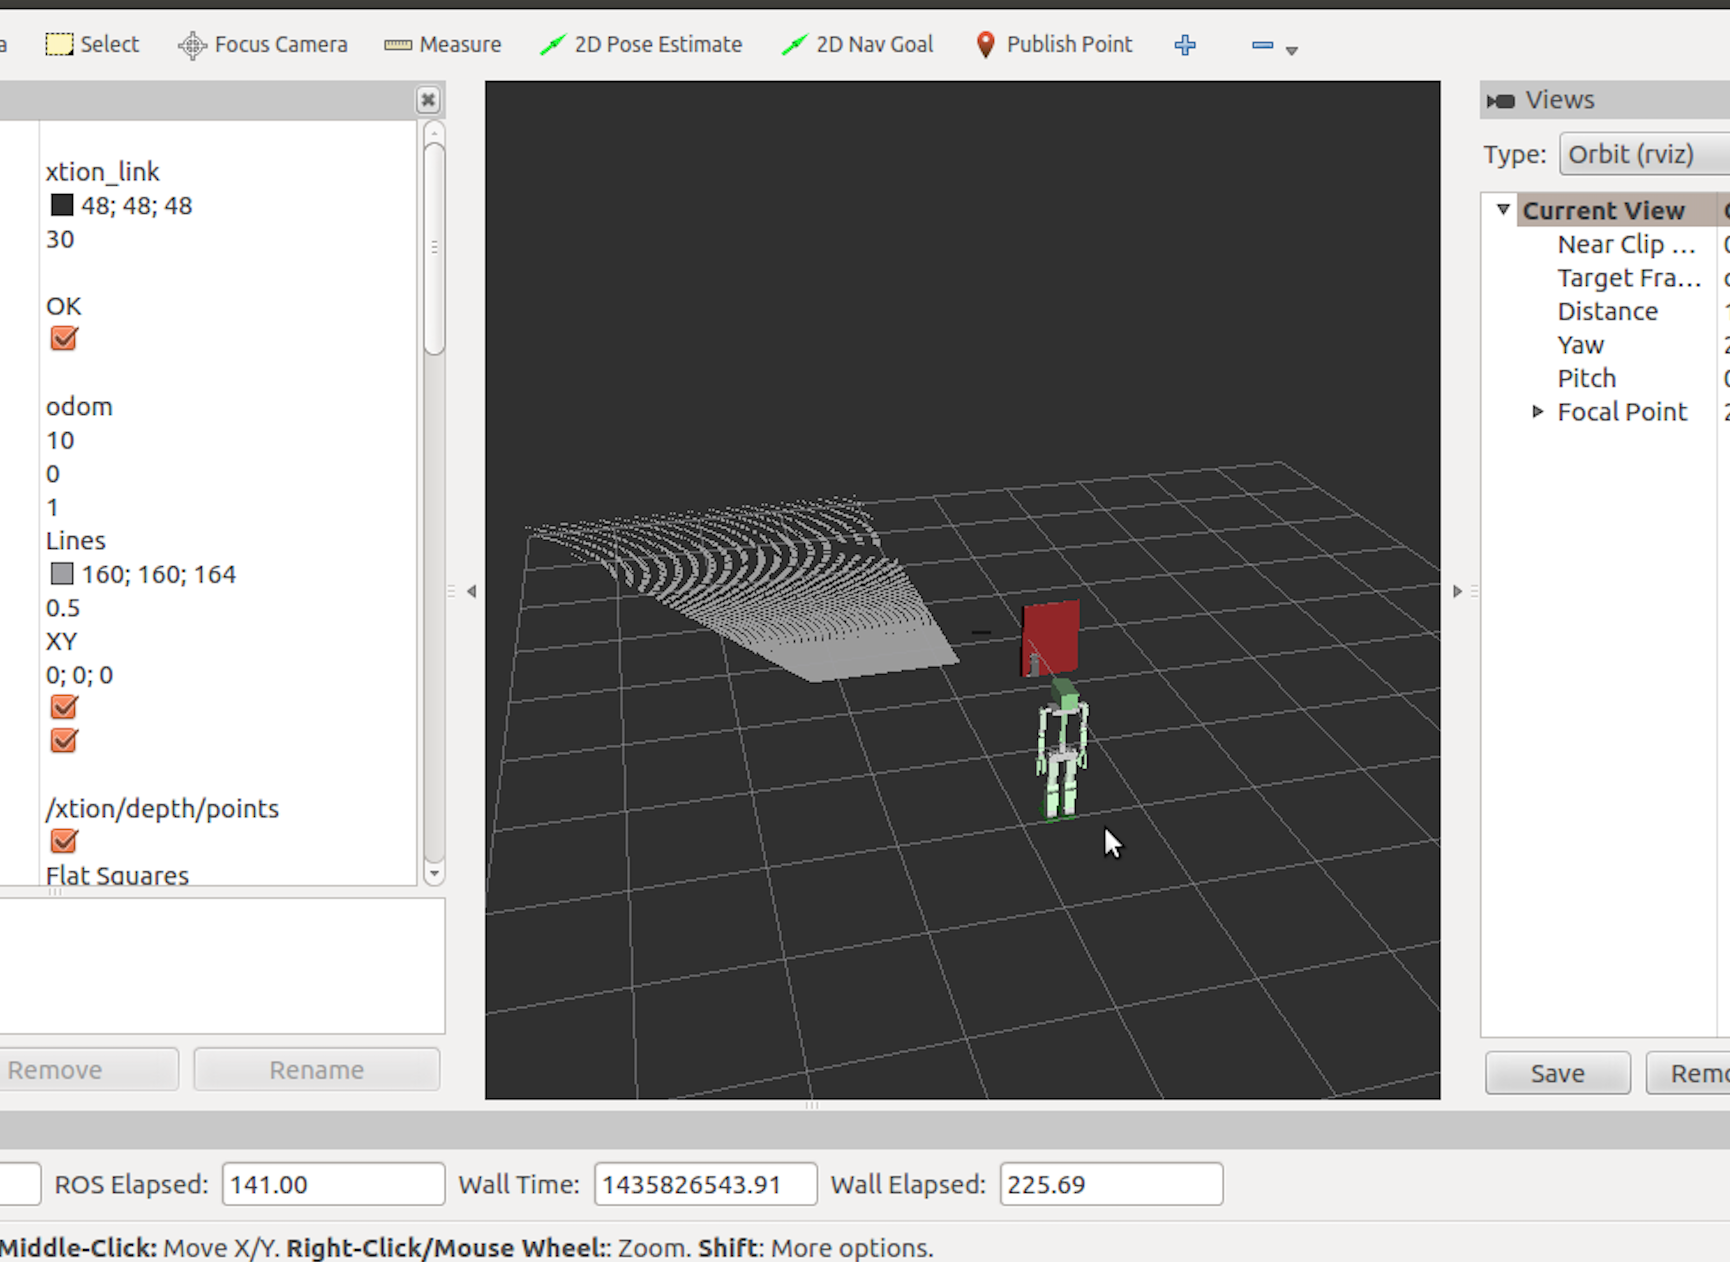 a Select Focus Camera Measure 2D Pose Estimate 2D Nav Goal Publish Point
xtion_link
48; 48; 48
30
OK
odom
10
0
1
Lines
160; 160; 164
0.5
XY
0; 0; 0
/xtion/depth/points
Flat Squares
Remove Rename
Views
Type: Orbit (rviz)
Current View
Near Clip ...
Target Fra...
Distance
Yaw
Pitch
Focal Point
Save Remo
ROS Elapsed: 141.00 Wall Time: 1435826543.91 Wall Elapsed: 225.69
Middle-Click: Move X/Y. Right-Click/Mouse Wheel:: Zoom. Shift: More options.